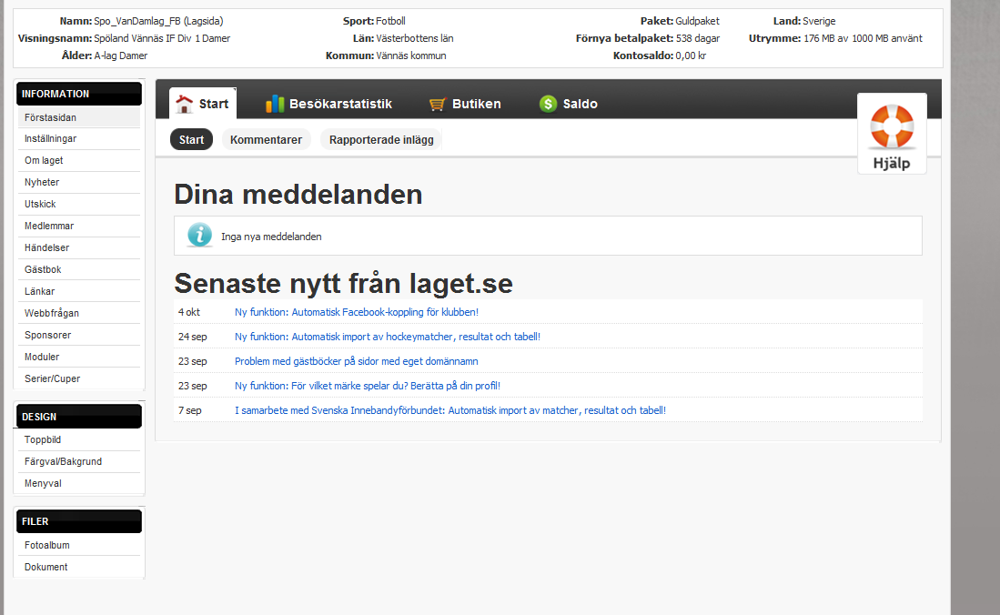 Namn: Spo_VanDamlag_FB (Lagsida)
Visningsnamn: Spöland Vännäs IF Div 1 Damer
Ålder: A-lag Damer
Sport: Fotboll
Län: Västerbottens län
Kommun: Vännäs kommun
Paket: Guldpaket
Förnya betalpaket: 538 dagar
Kontosaldo: 0,00 kr
Land: Sverige
Utrymme: 176 MB av 1000 MB använt
INFORMATION
Förstasidan
Inställningar
Om laget
Nyheter
Utskick
Medlemmar
Händelser
Gästbok
Länkar
Webbfrågan
Sponsorer
Moduler
Serier/Cuper
DESIGN
Toppbild
Färgval/Bakgrund
Menyval
FILER
Fotoalbum
Dokument
Start
Besökarstatistik
Butiken
Saldo
Hjälp
Start
Kommentarer
Rapporterade inlägg
Dina meddelanden
Inga nya meddelanden
Senaste nytt från laget.se
4 okt Ny funktion: Automatisk Facebook-koppling för klubben!
24 sep Ny funktion: Automatisk import av hockeymatcher, resultat och tabell!
23 sep Problem med gästböcker på sidor med eget domännamn
23 sep Ny funktion: För vilket märke spelar du? Berätta på din profil!
7 sep I samarbete med Svenska Innebandyförbundet: Automatisk import av matcher, resultat och tabell!